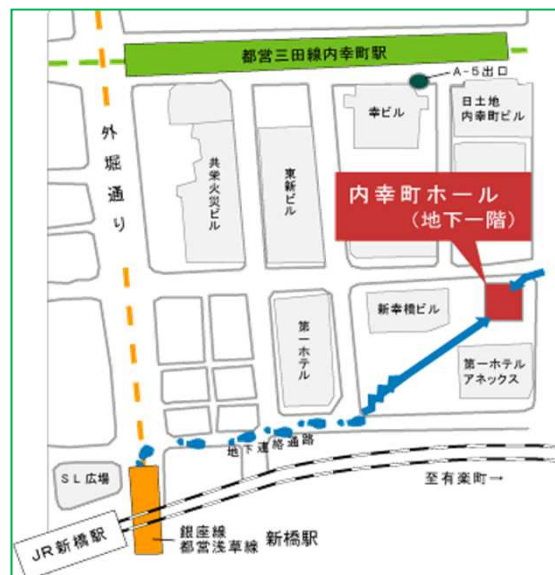 都営三田線内幸町駅
A-5出口
外堀通り
幸ビル
日土地
内幸町ビル
共栄火災ビル
東新ビル
内幸町ホール
(地下一階)
新幸橋ビル
第一ホテル
第一ホテル
アネックス
地下連絡通路
SL広場
至有楽町→
JR新橋駅
銀座線
都営浅草線 新橋駅